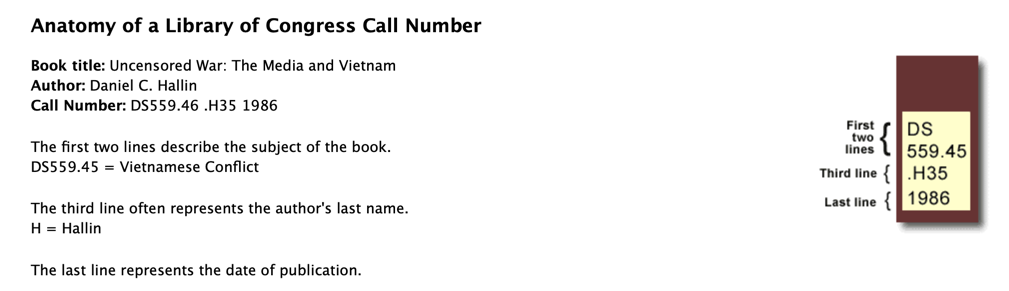 Anatomy of a Library of Congress Call Number
Book title: Uncensored War: The Media and Vietnam
Author: Daniel C. Hallin
Call Number: DS559.46 .H35 1986
The first two lines describe the subject of the book.
DS559.45 = Vietnamese Conflict
The third line often represents the author's last name.
H = Hallin
The last line represents the date of publication.
First
two
lines
DS
559.45
Third line
.H35
Last line
1986